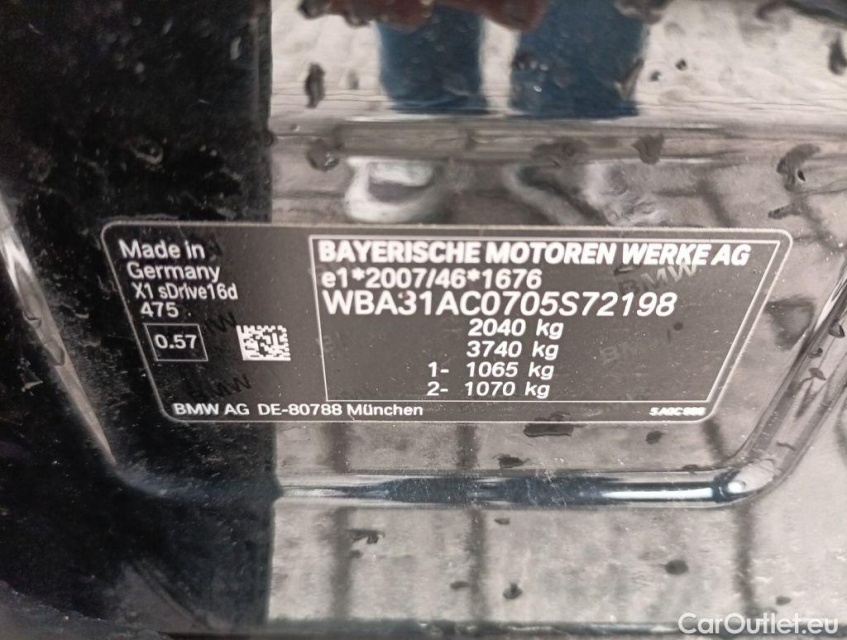 Made in
Germany
X1 sDrive16d
475
0.57
BAYERISCHE MOTOREN WERKE AG
e1*2007/46*1676
WBA31AC0705S72198
2040 kg
3740 kg
1- 1065 kg
2- 1070 kg
BMW AG DE-80788 München
BMW
CarOutlet.eu